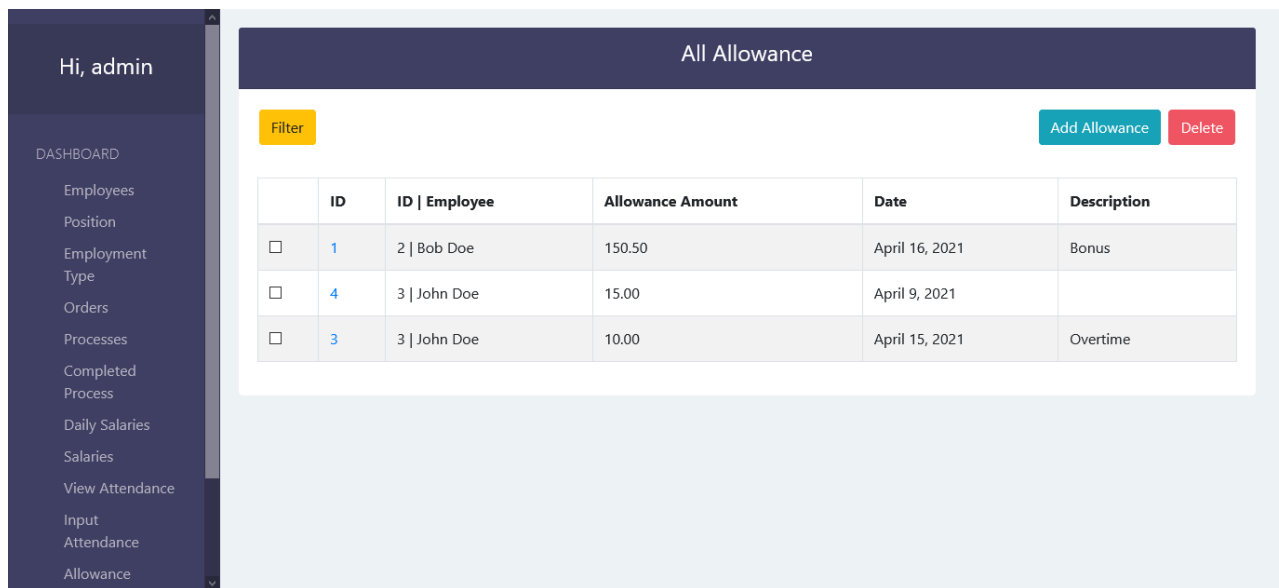 Hi, admin
DASHBOARD
Employees
Position
Employment
Type
Orders
Processes
Completed
Process
Daily Salaries
Salaries
View Attendance
Input
Attendance
Allowance
All Allowance
Filter
Add Allowance Delete
ID ID | Employee Allowance Amount Date Description
1 2 | Bob Doe 150.50 April 16, 2021 Bonus
4 3 | John Doe 15.00 April 9, 2021
3 3 | John Doe 10.00 April 15, 2021 Overtime